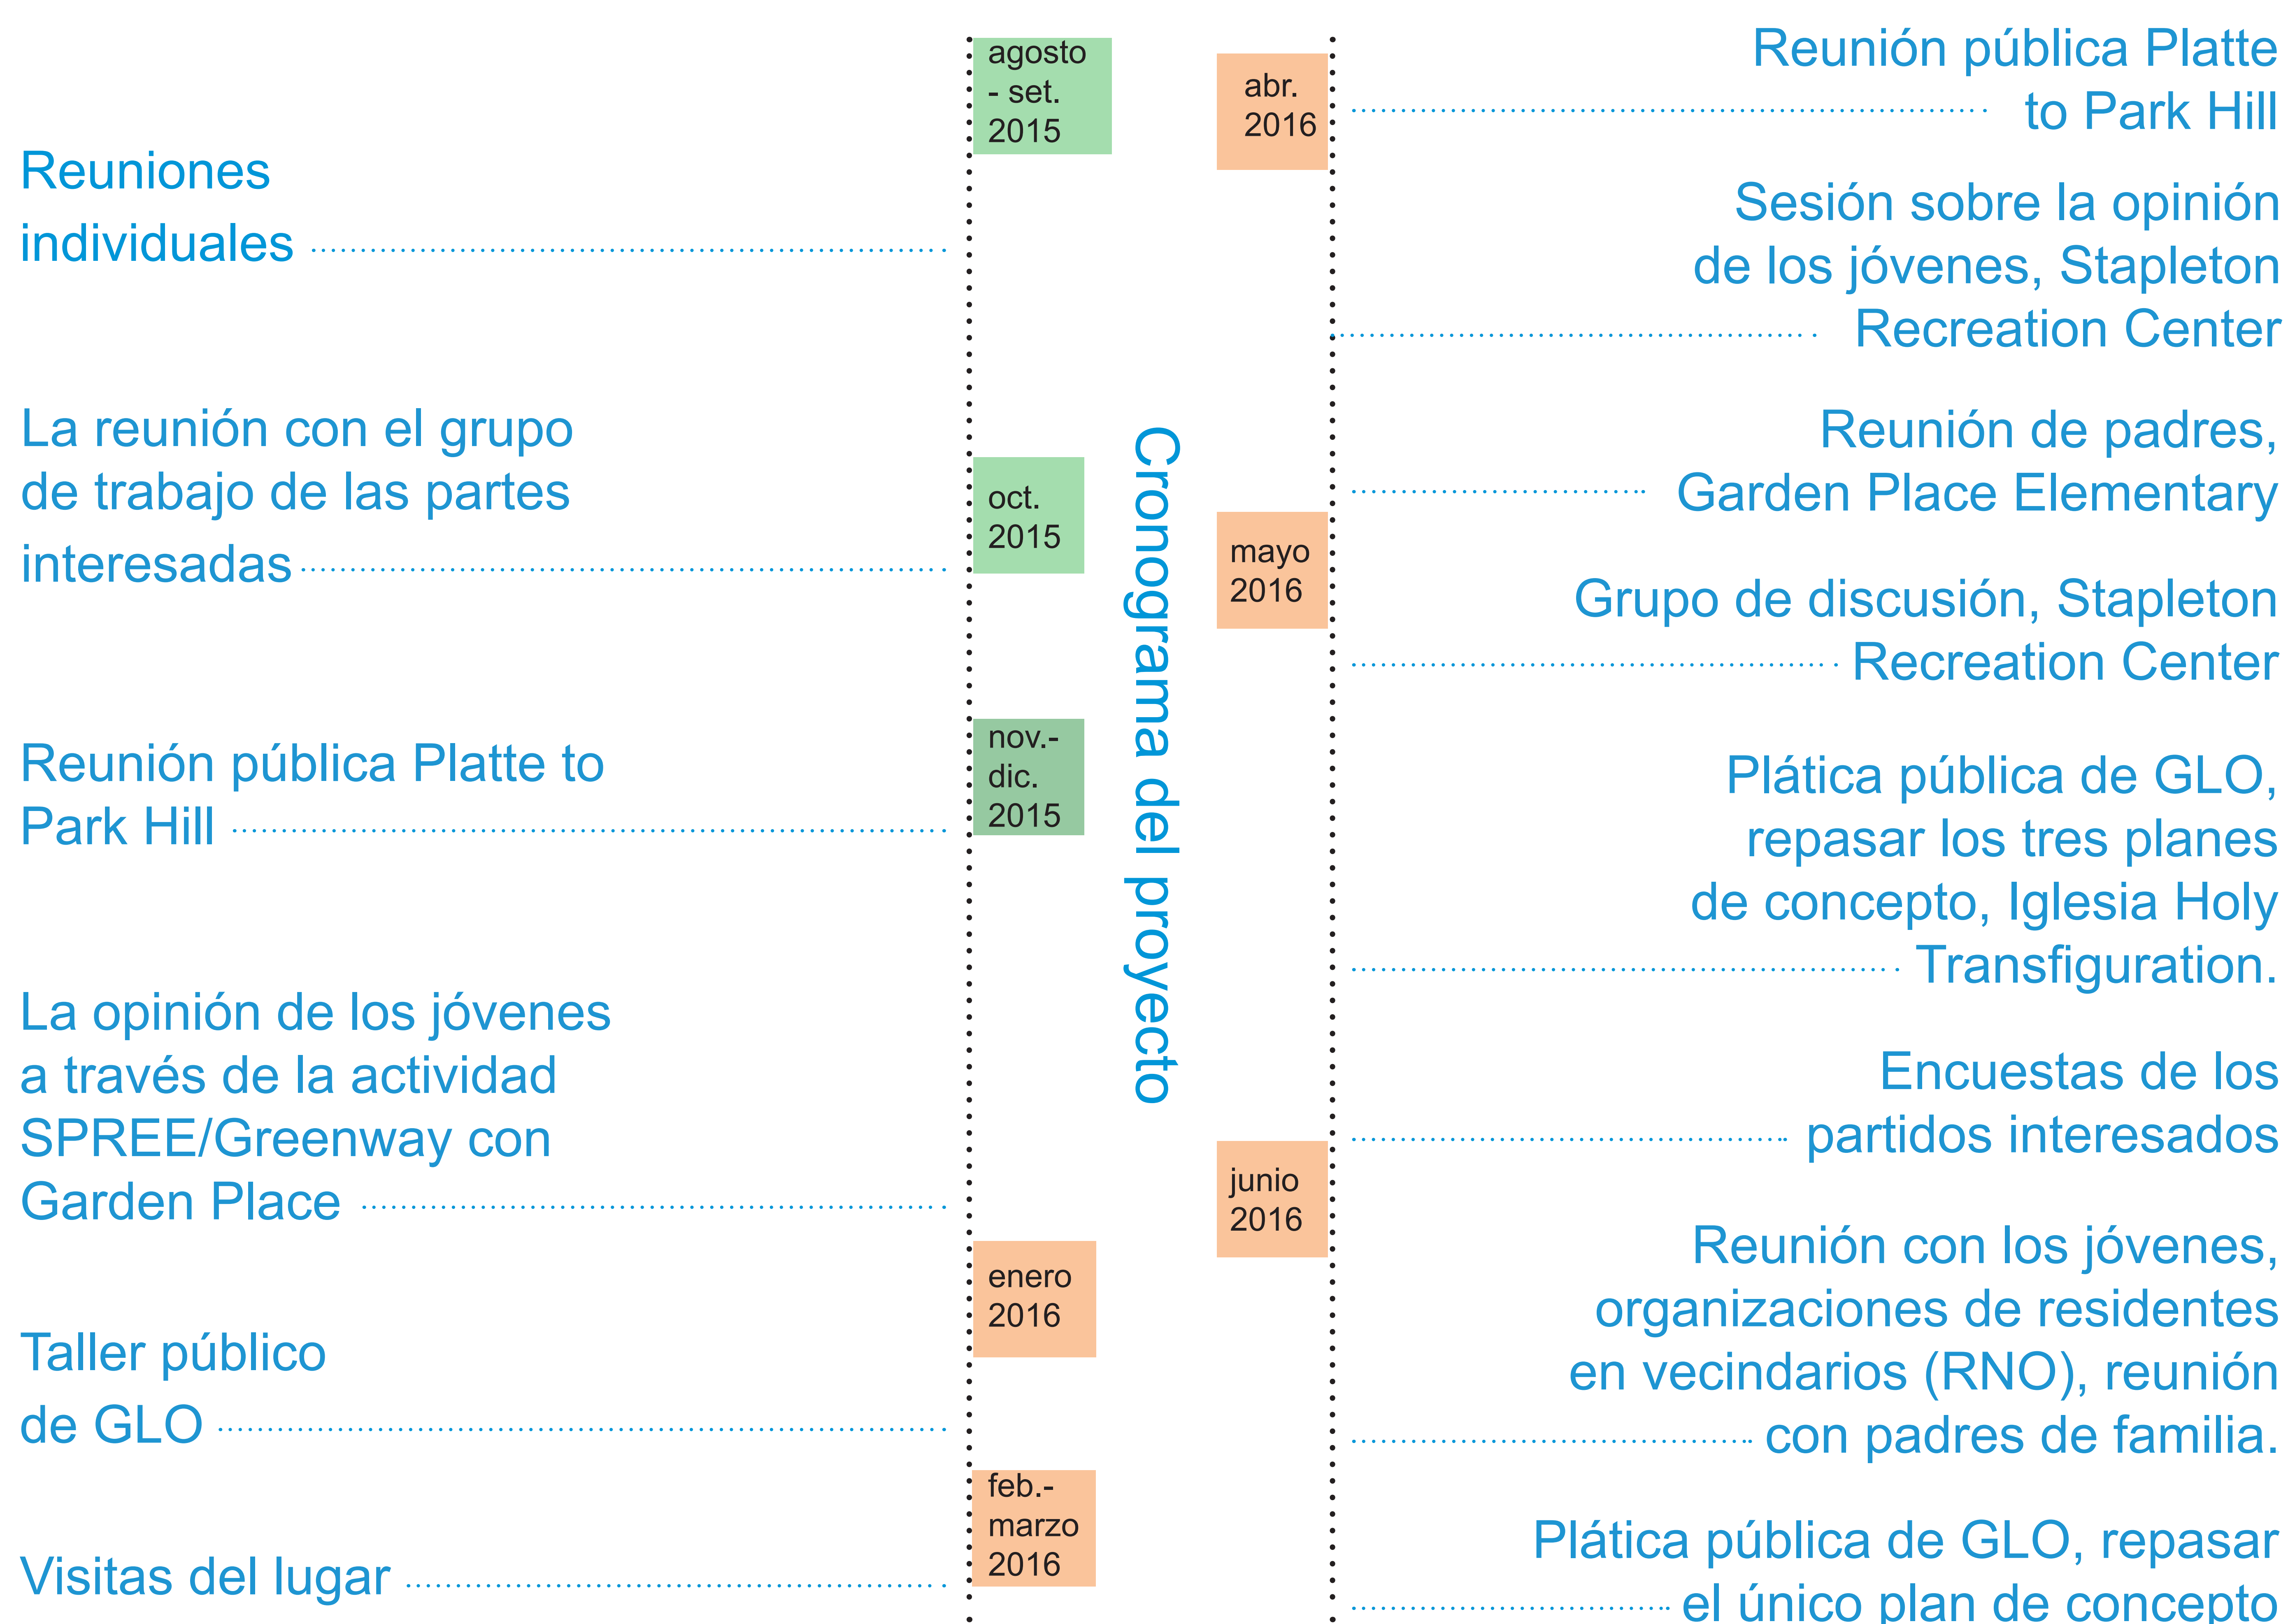 agosto
- set.
2015
Reuniones
individuales
La reunión con el grupo
de trabajo de las partes
interesadas
oct.
2015
Reunión pública Platte to
Park Hill
nov.-
dic.
2015
La opinión de los jóvenes
a través de la actividad
SPREE/Greenway con
Garden Place
enero
2016
Taller público
de GLO
feb.-
marzo
2016
Visitas del lugar
Cronograma del proyecto
abr.
2016
Reunión pública Platte
to Park Hill
Sesión sobre la opinión
de los jóvenes, Stapleton
Recreation Center
Reunión de padres,
Garden Place Elementary
mayo
2016
Grupo de discusión, Stapleton
Recreation Center
Plática pública de GLO,
repasar los tres planes
de concepto, Iglesia Holy
Transfiguration.
Encuestas de los
partidos interesados
junio
2016
Reunión con los jóvenes,
organizaciones de residentes
en vecindarios (RNO), reunión
con padres de familia.
Plática pública de GLO, repasar
el único plan de concepto